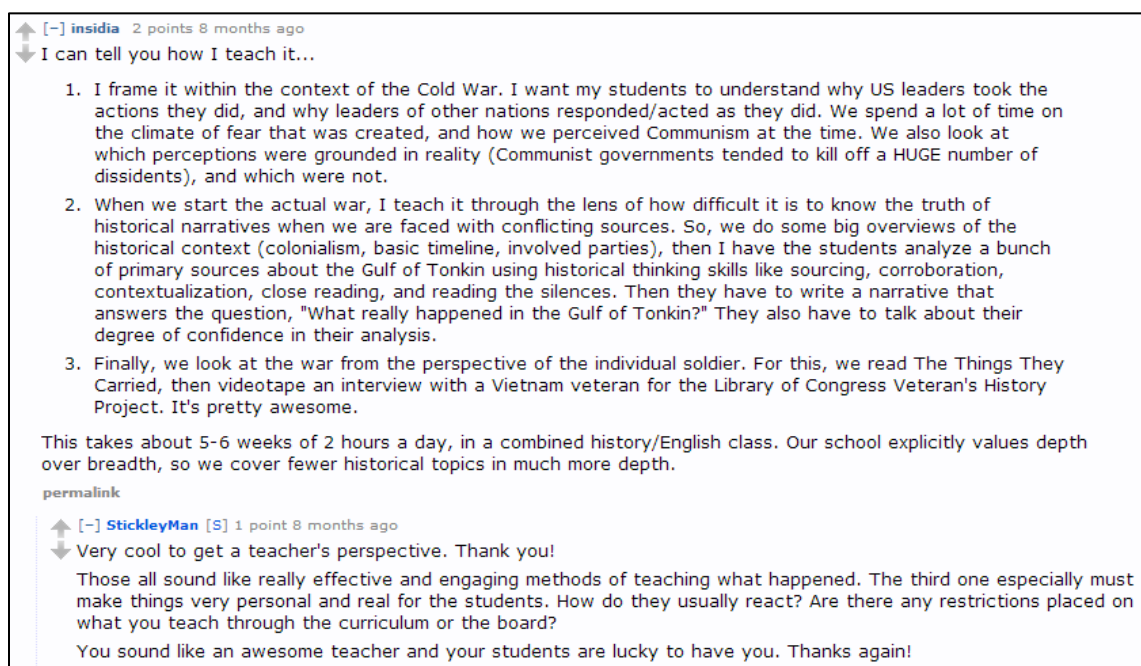 [–] insidia 2 points 8 months ago
I can tell you how I teach it...
1. I frame it within the context of the Cold War. I want my students to understand why US leaders took the
actions they did, and why leaders of other nations responded/acted as they did. We spend a lot of time on
the climate of fear that was created, and how we perceived Communism at the time. We also look at
which perceptions were grounded in reality (Communist governments tended to kill off a HUGE number of
dissidents), and which were not.
2. When we start the actual war, I teach it through the lens of how difficult it is to know the truth of
historical narratives when we are faced with conflicting sources. So, we do some big overviews of the
historical context (colonialism, basic timeline, involved parties), then I have the students analyze a bunch
of primary sources about the Gulf of Tonkin using historical thinking skills like sourcing, corroboration,
contextualization, close reading, and reading the silences. Then they have to write a narrative that
answers the question, "What really happened in the Gulf of Tonkin?" They also have to talk about their
degree of confidence in their analysis.
3. Finally, we look at the war from the perspective of the individual soldier. For this, we read The Things They
Carried, then videotape an interview with a Vietnam veteran for the Library of Congress Veteran's History
Project. It's pretty awesome.
This takes about 5-6 weeks of 2 hours a day, in a combined history/English class. Our school explicitly values depth
over breadth, so we cover fewer historical topics in much more depth.
permalink
[–] StickleyMan [S] 1 point 8 months ago
Very cool to get a teacher's perspective. Thank you!
Those all sound like really effective and engaging methods of teaching what happened. The third one especially must
make things very personal and real for the students. How do they usually react? Are there any restrictions placed on
what you teach through the curriculum or the board?
You sound like an awesome teacher and your students are lucky to have you. Thanks again!